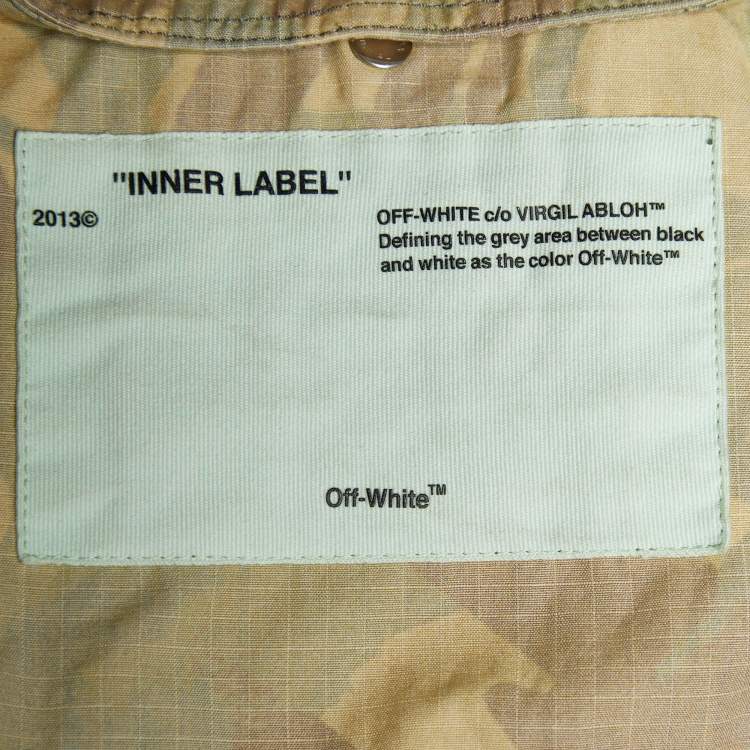 "INNER LABEL"
2013©
OFF-WHITE c/o VIRGIL ABLOH™
Defining the grey area between black
and white as the color Off-White™
Off-White™